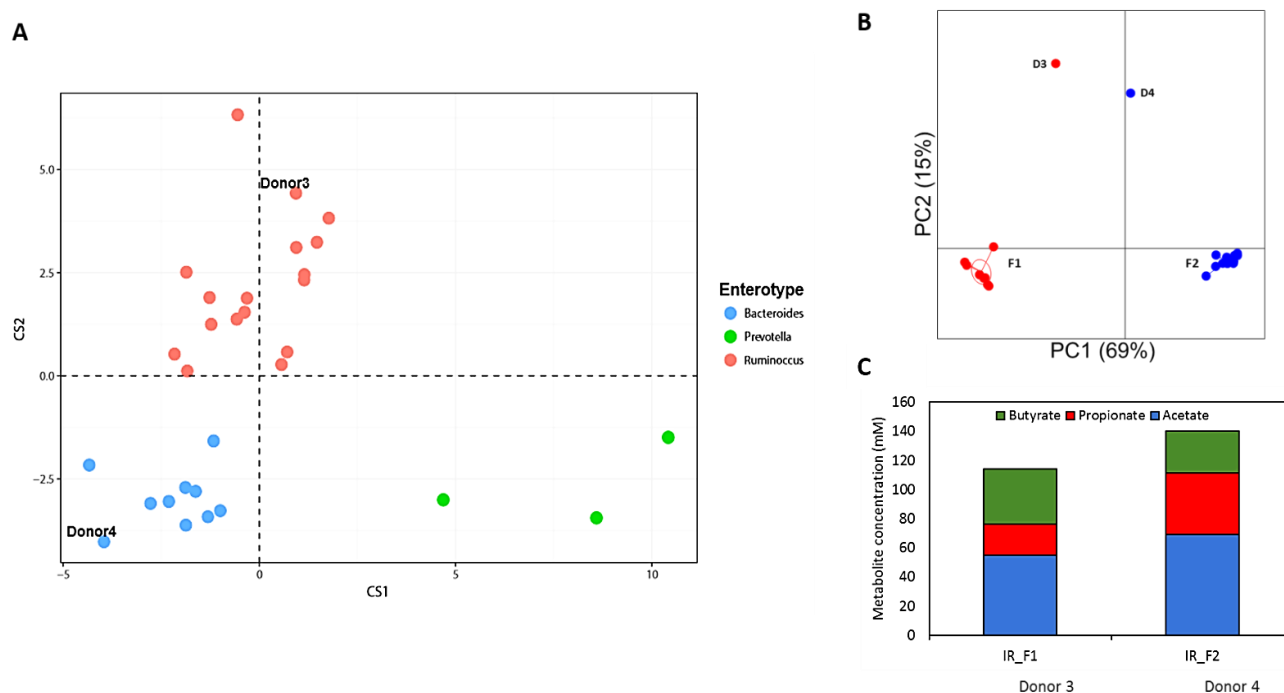 A
5.0
2.5
0.0
−2.5
−5
0
5
10
CS1
CS2
Donor3
Donor4
Enterotype
Bacteroides
Prevotella
Ruminoccus
B
D3
D4
F1
F2
PC2 (15%)
PC1 (69%)
C
160
140
120
100
80
60
40
20
0
Metabolite concentration (mM)
Butyrate Propionate Acetate
IR_F1 IR_F2
Donor 3 Donor 4